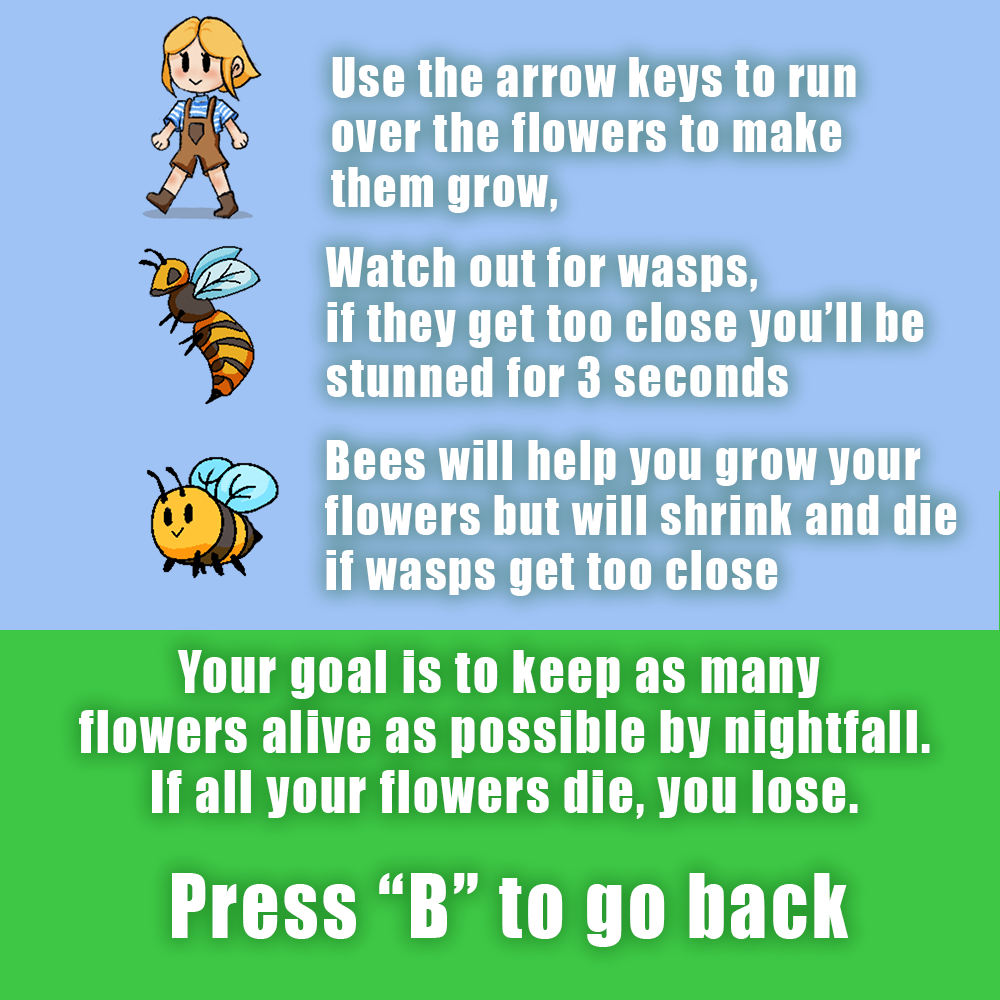 Use the arrow keys to run
over the flowers to make
them grow,
Watch out for wasps,
if they get too close you’ll be
stunned for 3 seconds
Bees will help you grow your
flowers but will shrink and die
if wasps get too close
Your goal is to keep as many
flowers alive as possible by nightfall.
If all your flowers die, you lose.
Press “B” to go back